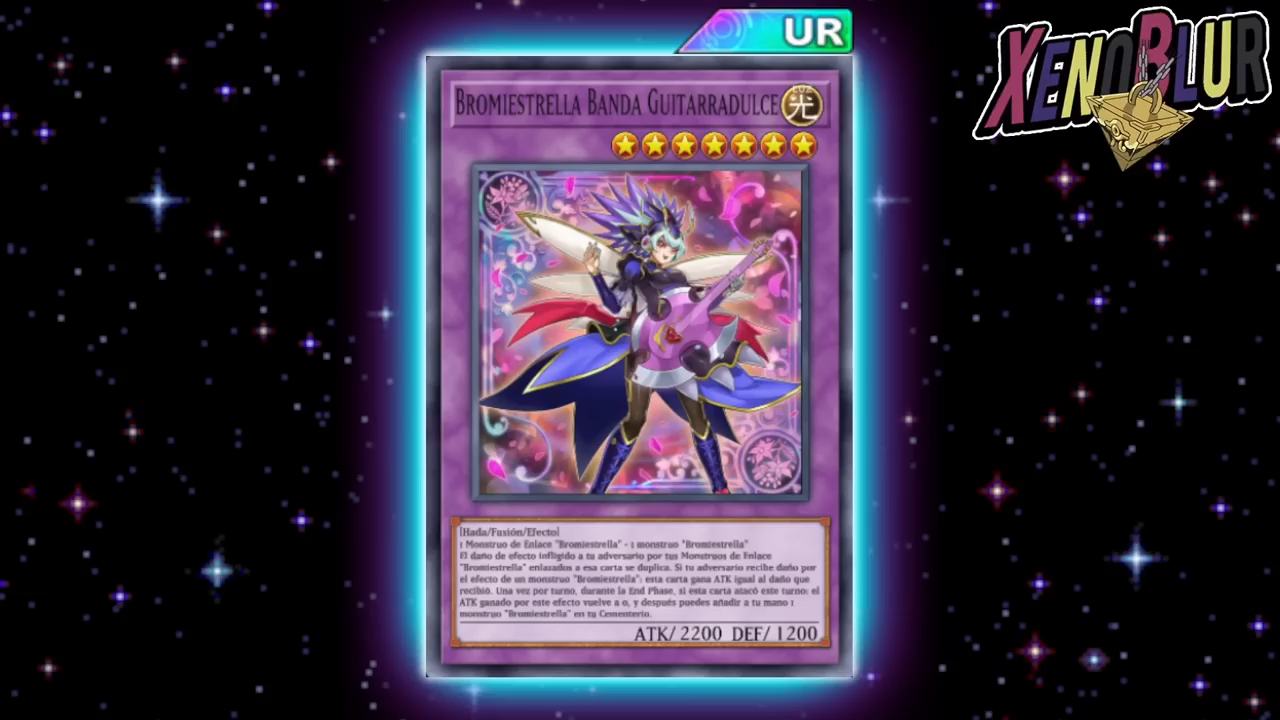 UR
XENOBLUR
BROMIESTRELLA BANDA GUITARRADULCE
LUZ
光
[Hada/Fusión/Efecto]
1 Monstruo de Enlace "Bromiestrella" - 1 monstruo "Bromiestrella"
El daño de efecto infligido a tu adversario por tus Monstruos de Enlace
"Bromiestrella" enlazados a esa carta se duplica. Si tu adversario recibe daño por
el efecto de un monstruo "Bromiestrella": esta carta gana ATK igual al daño que
recibió. Una vez por turno, durante la End Phase, si esta carta atacó este turno: el
ATK ganado por este efecto vuelve a 0, y después puedes añadir a tu mano 1
monstruo "Bromiestrella" en tu Cementerio.
ATK/ 2200 DEF/ 1200